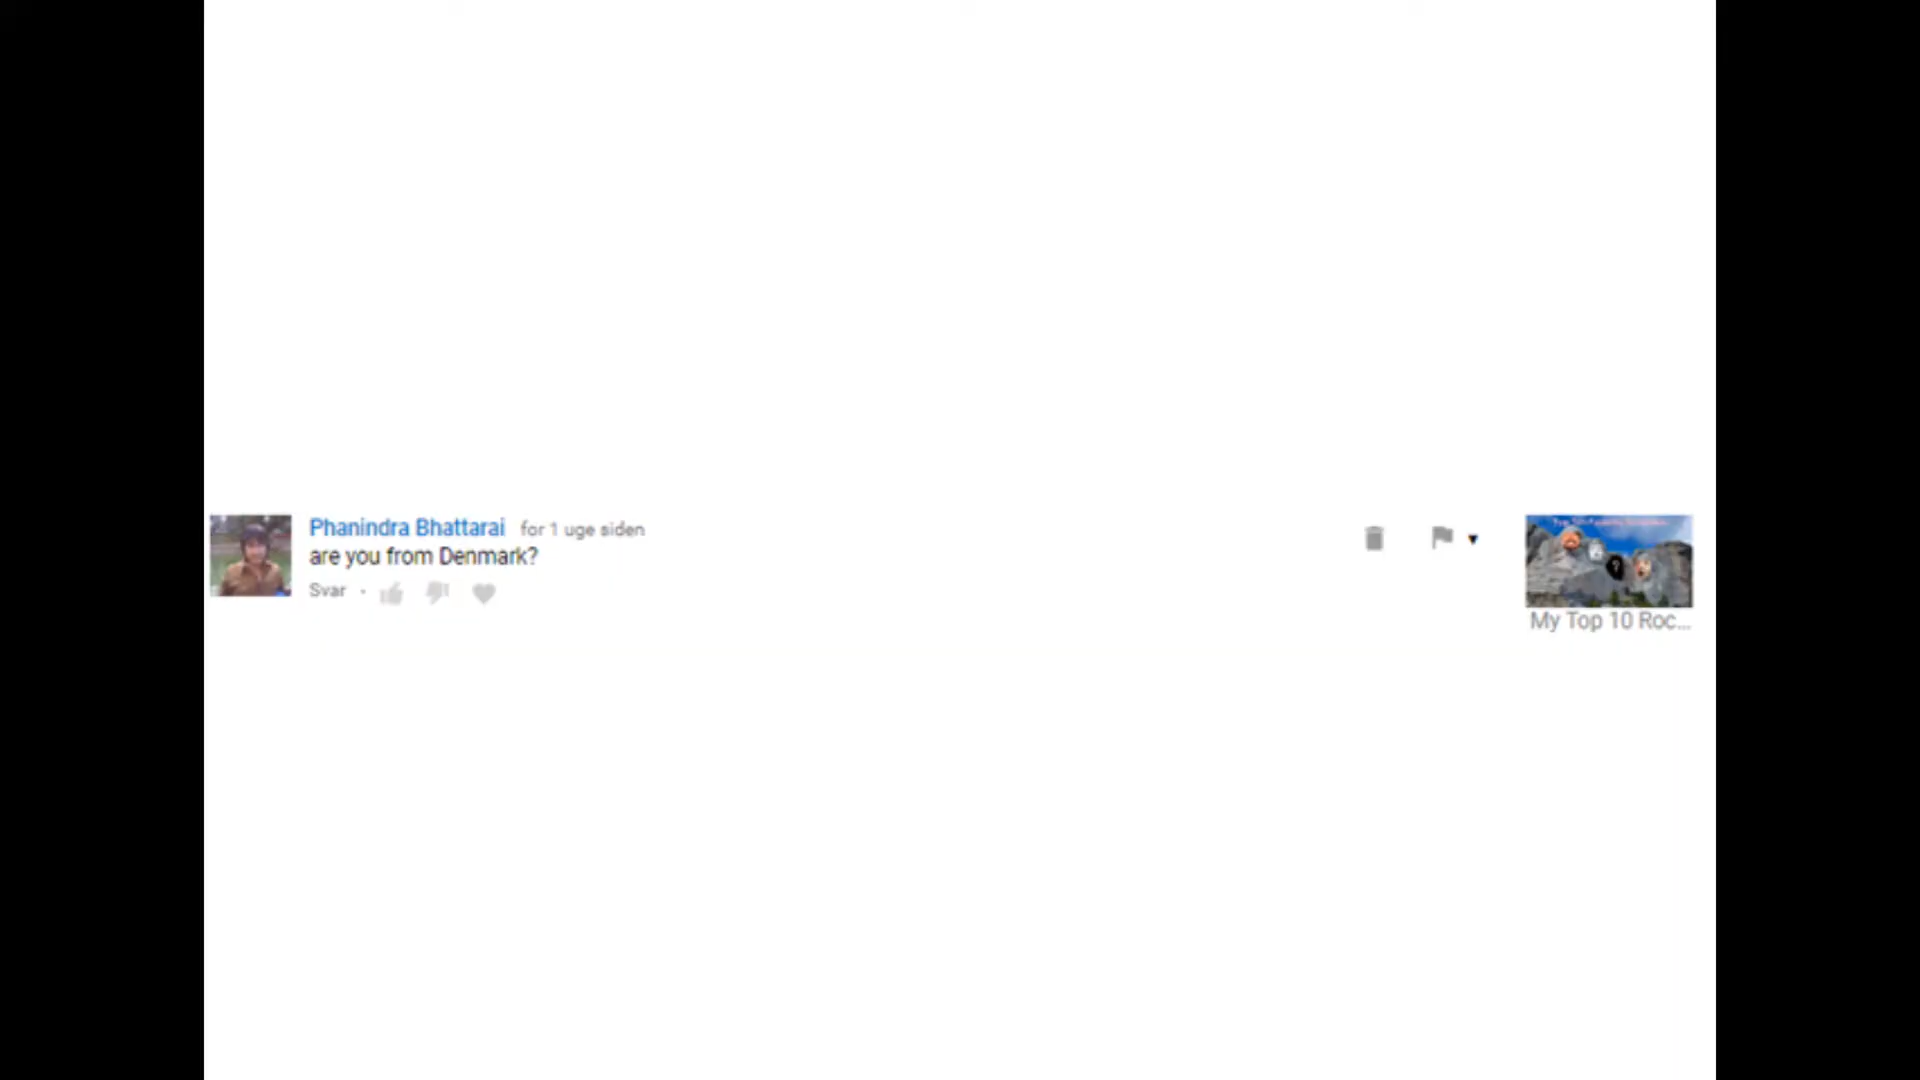 Phanindra Bhattarai for 1 uge siden
are you from Denmark?
Svar
My Top 10 Roc...